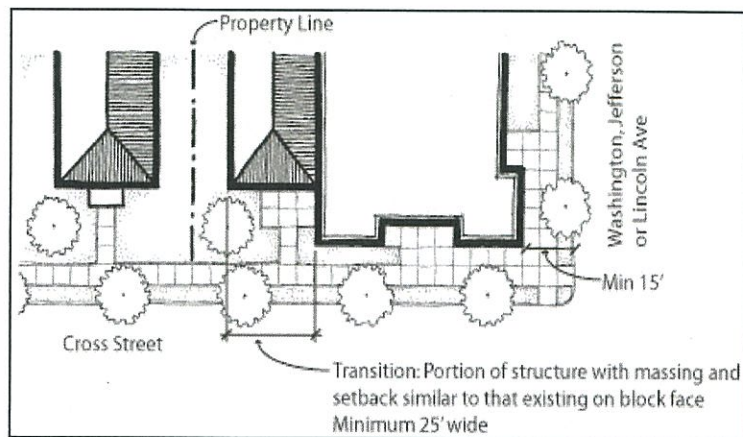 Property Line
Washington, Jefferson
or Lincoln Ave
Min 15'
Cross Street
Transition: Portion of structure with massing and
setback similar to that existing on block face
Minimum 25' wide